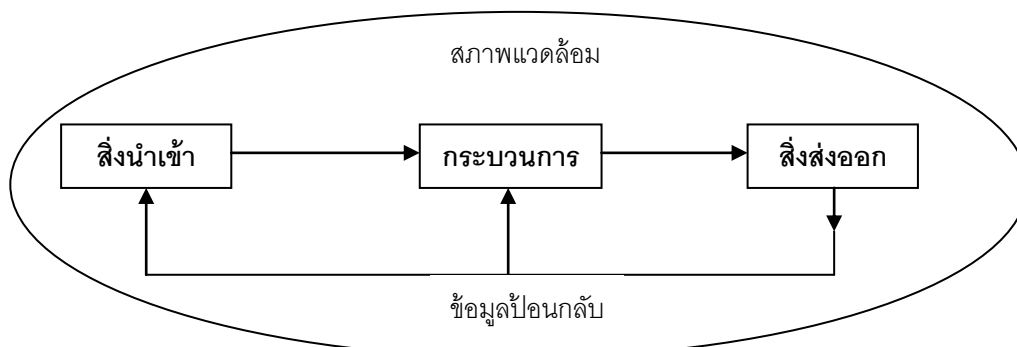 สภาพแวดล้อม
สิ่งนำเข้า กระบวนการ สิ่งส่งออก
ข้อมูลป้อนกลับ